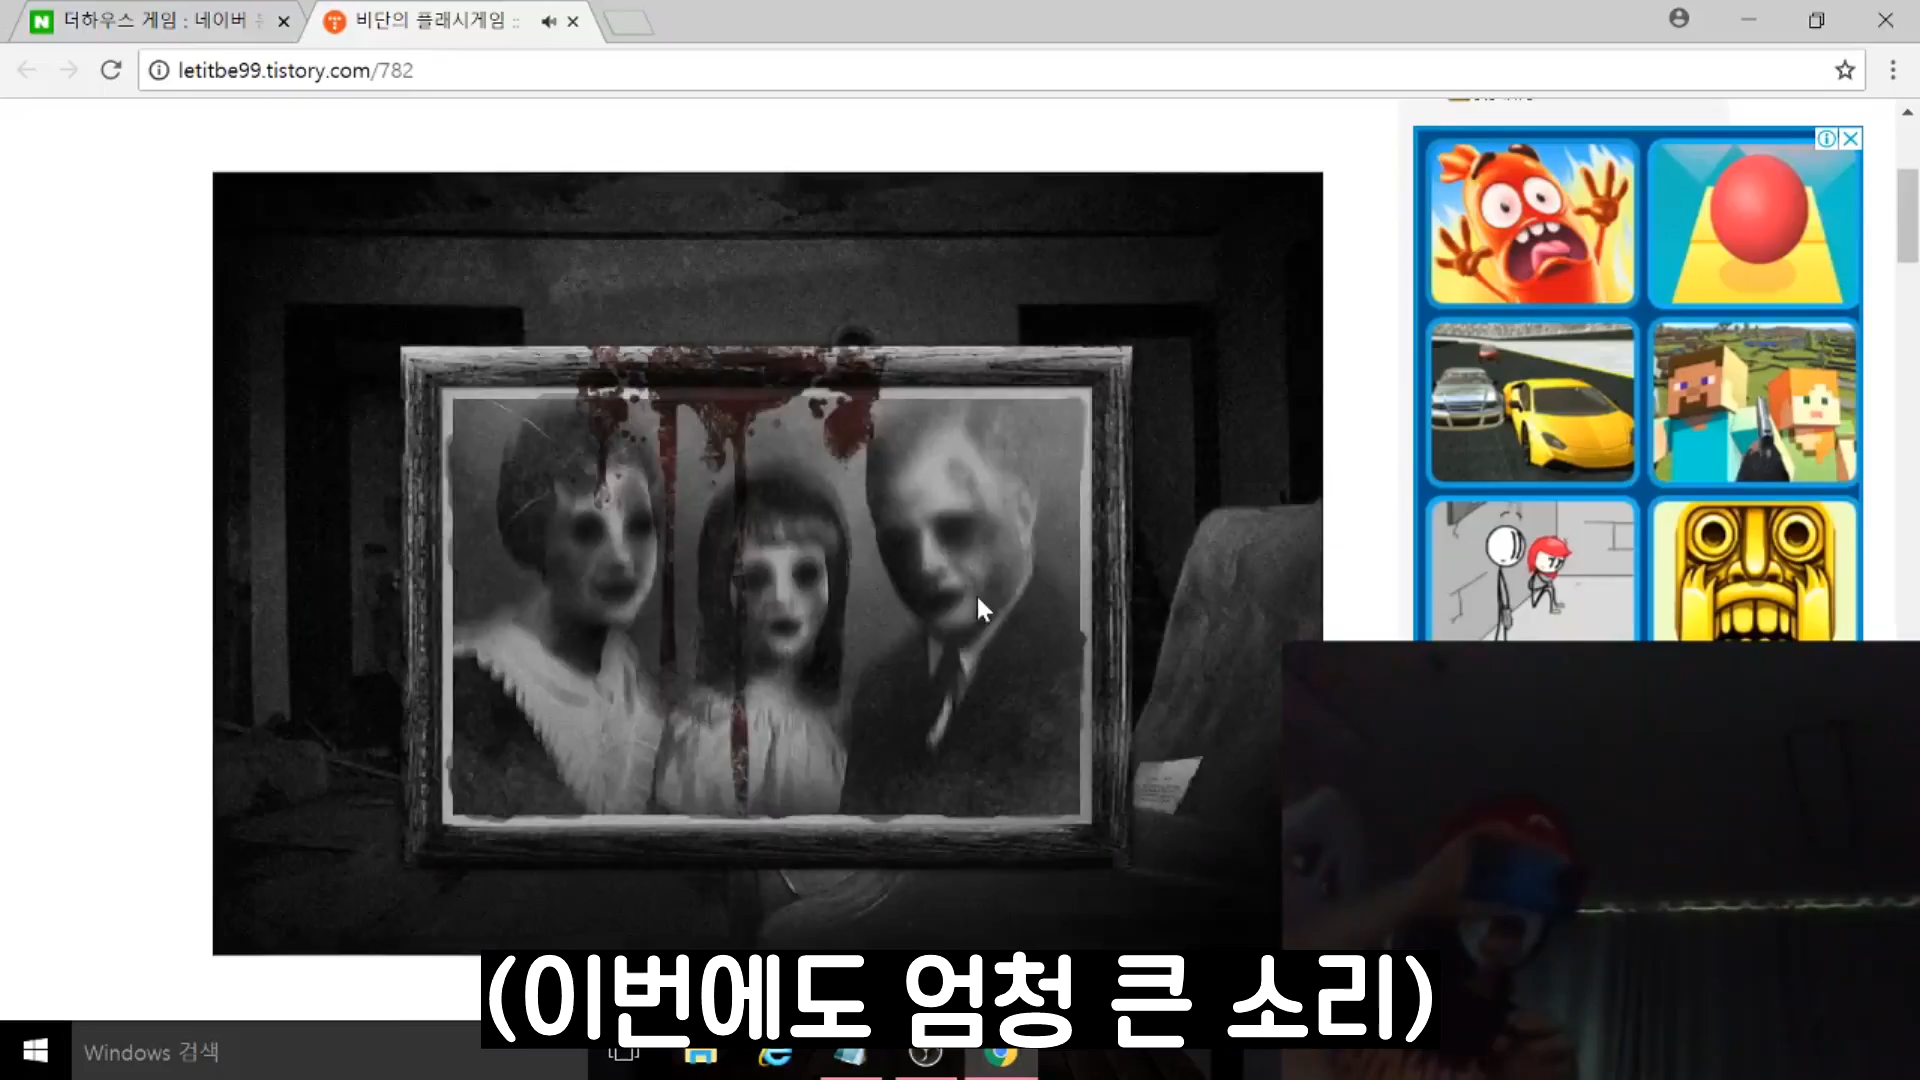 더하우스 게임 : 네이버
비단의 플래시게임 ::
letitbe99.tistory.com/782
(이번에도 엄청 큰 소리)
Windows 검색